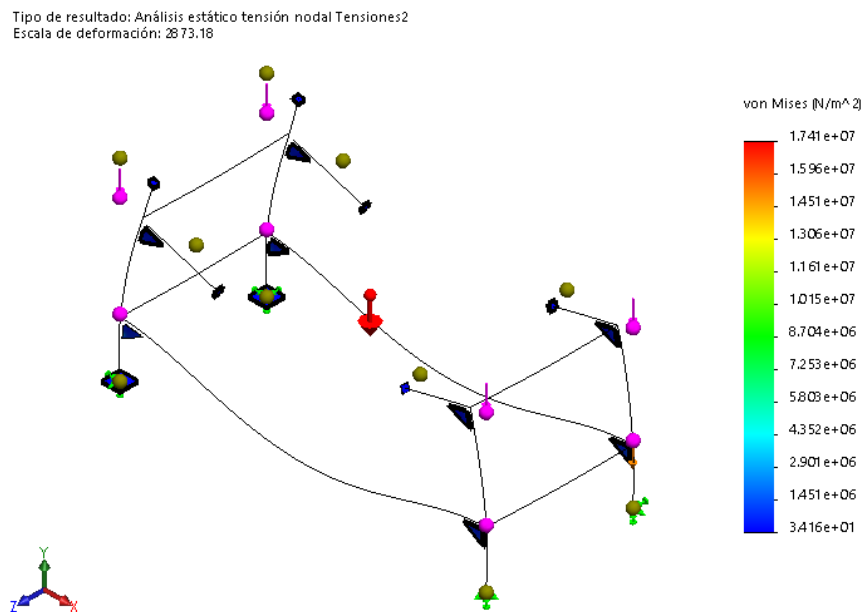 Tipo de resultado: Análisis estático tensión nodal Tensiones2
Escala de deformación: 2873.18
von Mises (N/m^2)
1.741e+07
1.596e+07
1.451e+07
1.306e+07
1.161e+07
1.015e+07
8.704e+06
7.253e+06
5.803e+06
4.352e+06
2.901e+06
1.451e+06
3.416e+01
Y
Z
X